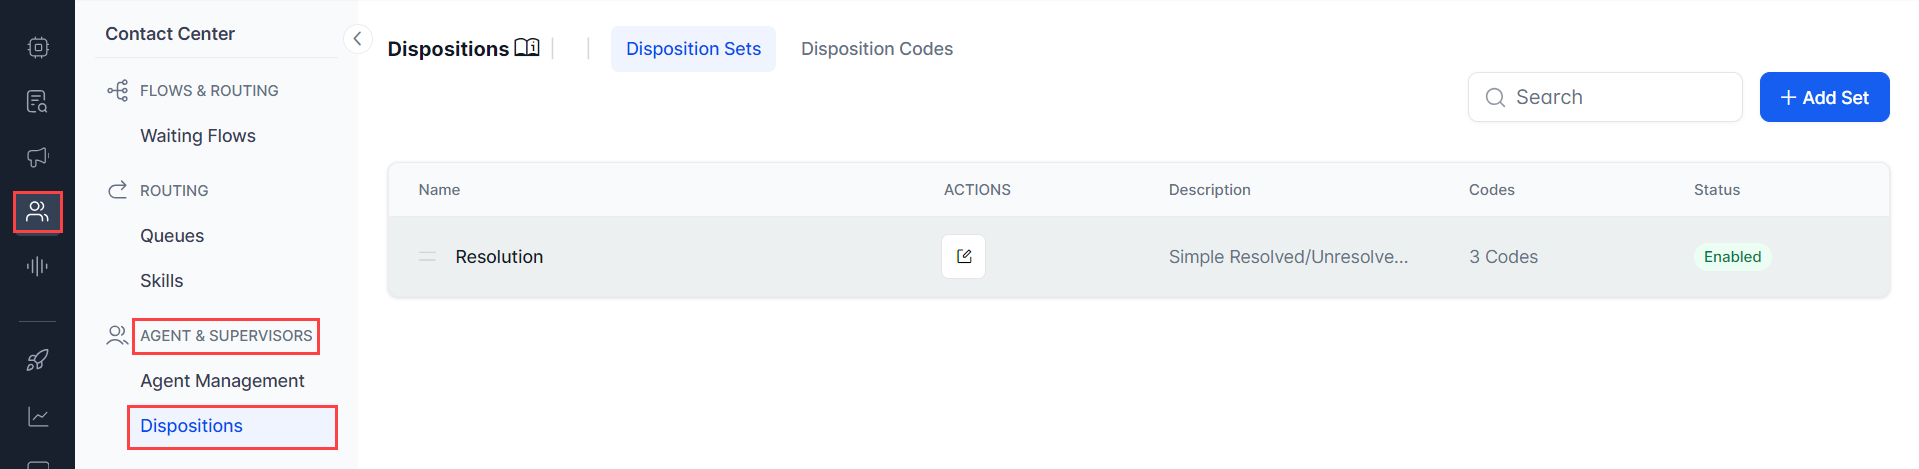 Contact Center
FLOWS & ROUTING
Waiting Flows
ROUTING
Queues
Skills
AGENT & SUPERVISORS
Agent Management
Dispositions
Dispositions
Disposition Sets
Disposition Codes
Search
+ Add Set
Name ACTIONS Description Codes Status
Resolution Simple Resolved/Unresolve... 3 Codes Enabled